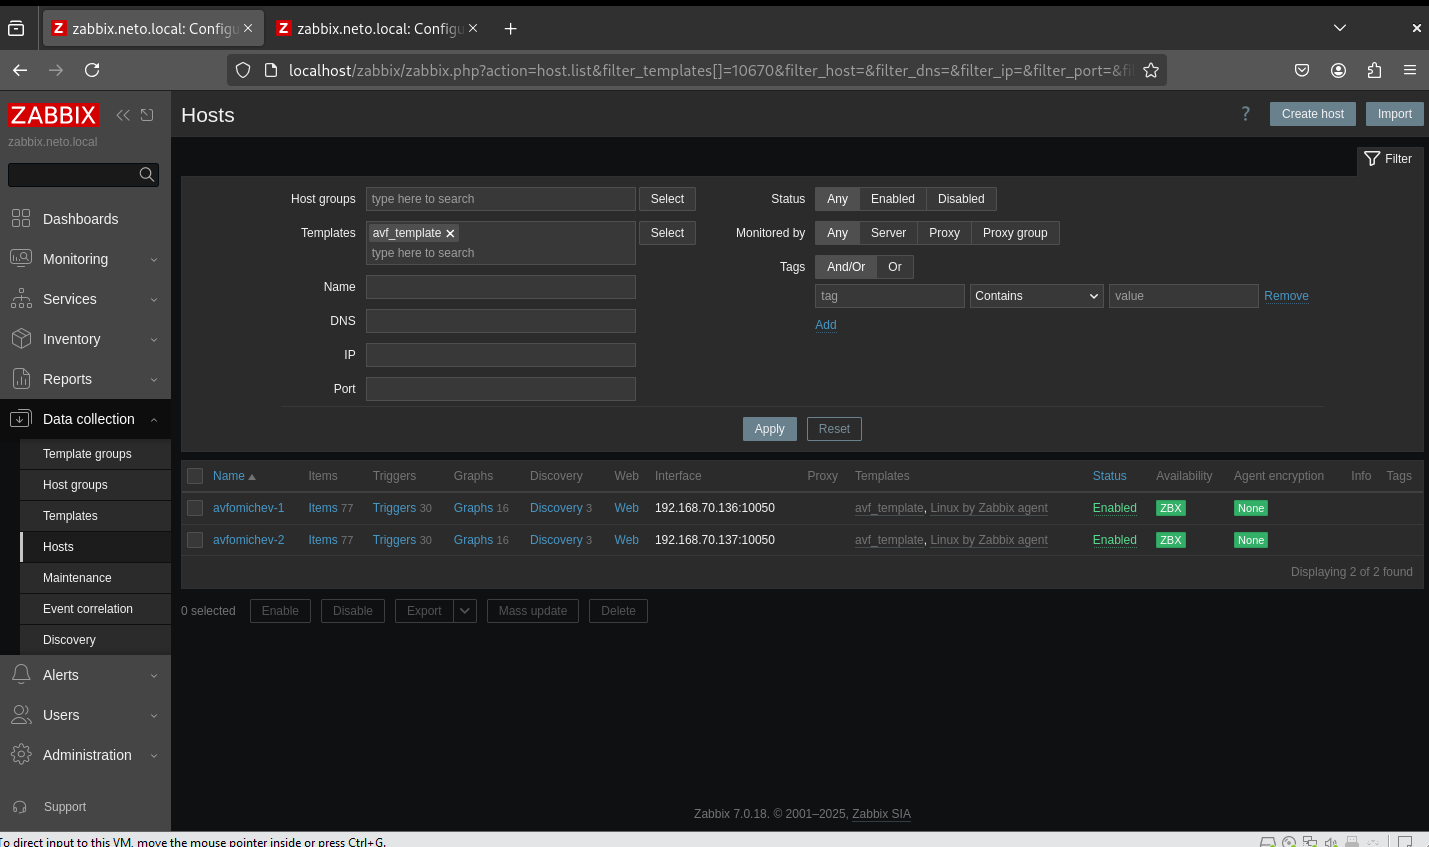 zabbix.neto.local: Configu
zabbix.neto.local: Configu
localhost/zabbix/zabbix.php?action=host.list&filter_templates[]=10670&filter_host=&filter_dns=&filter_ip=&filter_port=&fil
ZABBIX
zabbix.neto.local
Dashboards
Monitoring
Services
Inventory
Reports
Data collection
Template groups
Host groups
Templates
Hosts
Maintenance
Event correlation
Discovery
Alerts
Users
Administration
Support
Hosts
? Create host Import
Filter
Host groups type here to search Select
Templates avf_template Select
type here to search
Name
DNS
IP
Port
Status Any Enabled Disabled
Monitored by Any Server Proxy Proxy group
Tags And/Or Or
tag Contains value Remove
Add
Apply Reset
Name Items Triggers Graphs Discovery Web Interface Proxy Templates Status Availability Agent encryption Info Tags
avfomichev-1 Items 77 Triggers 30 Graphs 16 Discovery 3 Web 192.168.70.136:10050 avf_template, Linux by Zabbix agent Enabled ZBX None
avfomichev-2 Items 77 Triggers 30 Graphs 16 Discovery 3 Web 192.168.70.137:10050 avf_template, Linux by Zabbix agent Enabled ZBX None
Displaying 2 of 2 found
0 selected Enable Disable Export Mass update Delete
Zabbix 7.0.18. © 2001–2025, Zabbix SIA
To direct input to this VM, move the mouse pointer inside or press Ctrl+G.